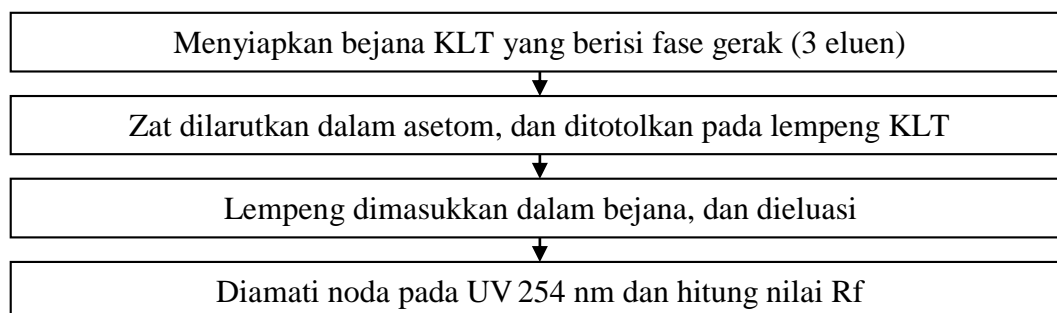 Menyiapkan bejana KLT yang berisi fase gerak (3 eluen)
Zat dilarutkan dalam asetom, dan ditotolkan pada lempeng KLT
Lempeng dimasukkan dalam bejana, dan dieluasi
Diamati noda pada UV 254 nm dan hitung nilai Rf